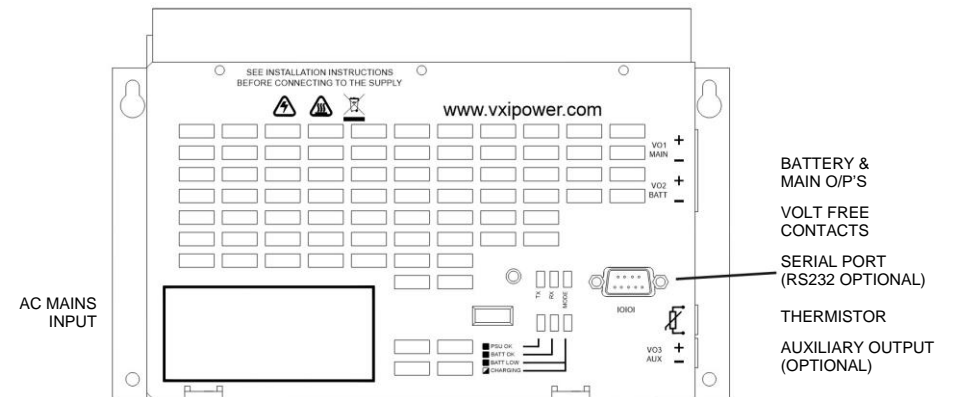 SEE INSTALLATION INSTRUCTIONS
BEFORE CONNECTING TO THE SUPPLY
www.vxipower.com
VO1
MAIN
+
−
VO2
BATT
+
−
BATTERY &
MAIN O/P'S
VOLT FREE
CONTACTS
SERIAL PORT
(RS232 OPTIONAL)
THERMISTOR
AUXILIARY OUTPUT
(OPTIONAL)
AC MAINS
INPUT
TX
RX
MODE
IOIOI
PSU OK
BATT OK
BATT LOW
CHARGING
VO3
AUX
+
−